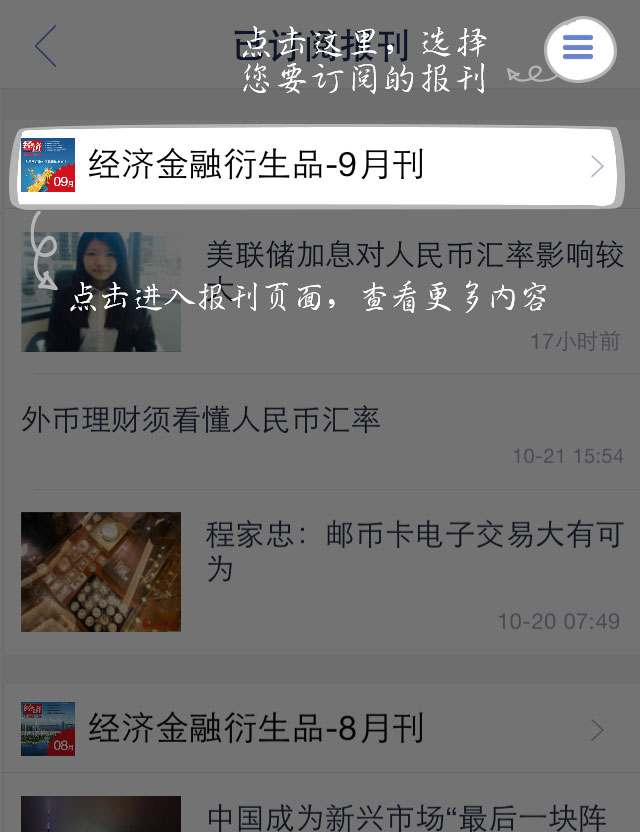 已订阅报刊
点击这里，选择
您要订阅的报刊
经济
09月
经济金融衍生品-9月刊
美联储加息对人民币汇率影响较
大
点击进入报刊页面，查看更多内容
17小时前
外币理财须看懂人民币汇率
10-21 15:54
程家忠：邮币卡电子交易大有可
为
10-20 07:49
经济
08月
经济金融衍生品-8月刊
中国成为新兴市场“最后一块阵